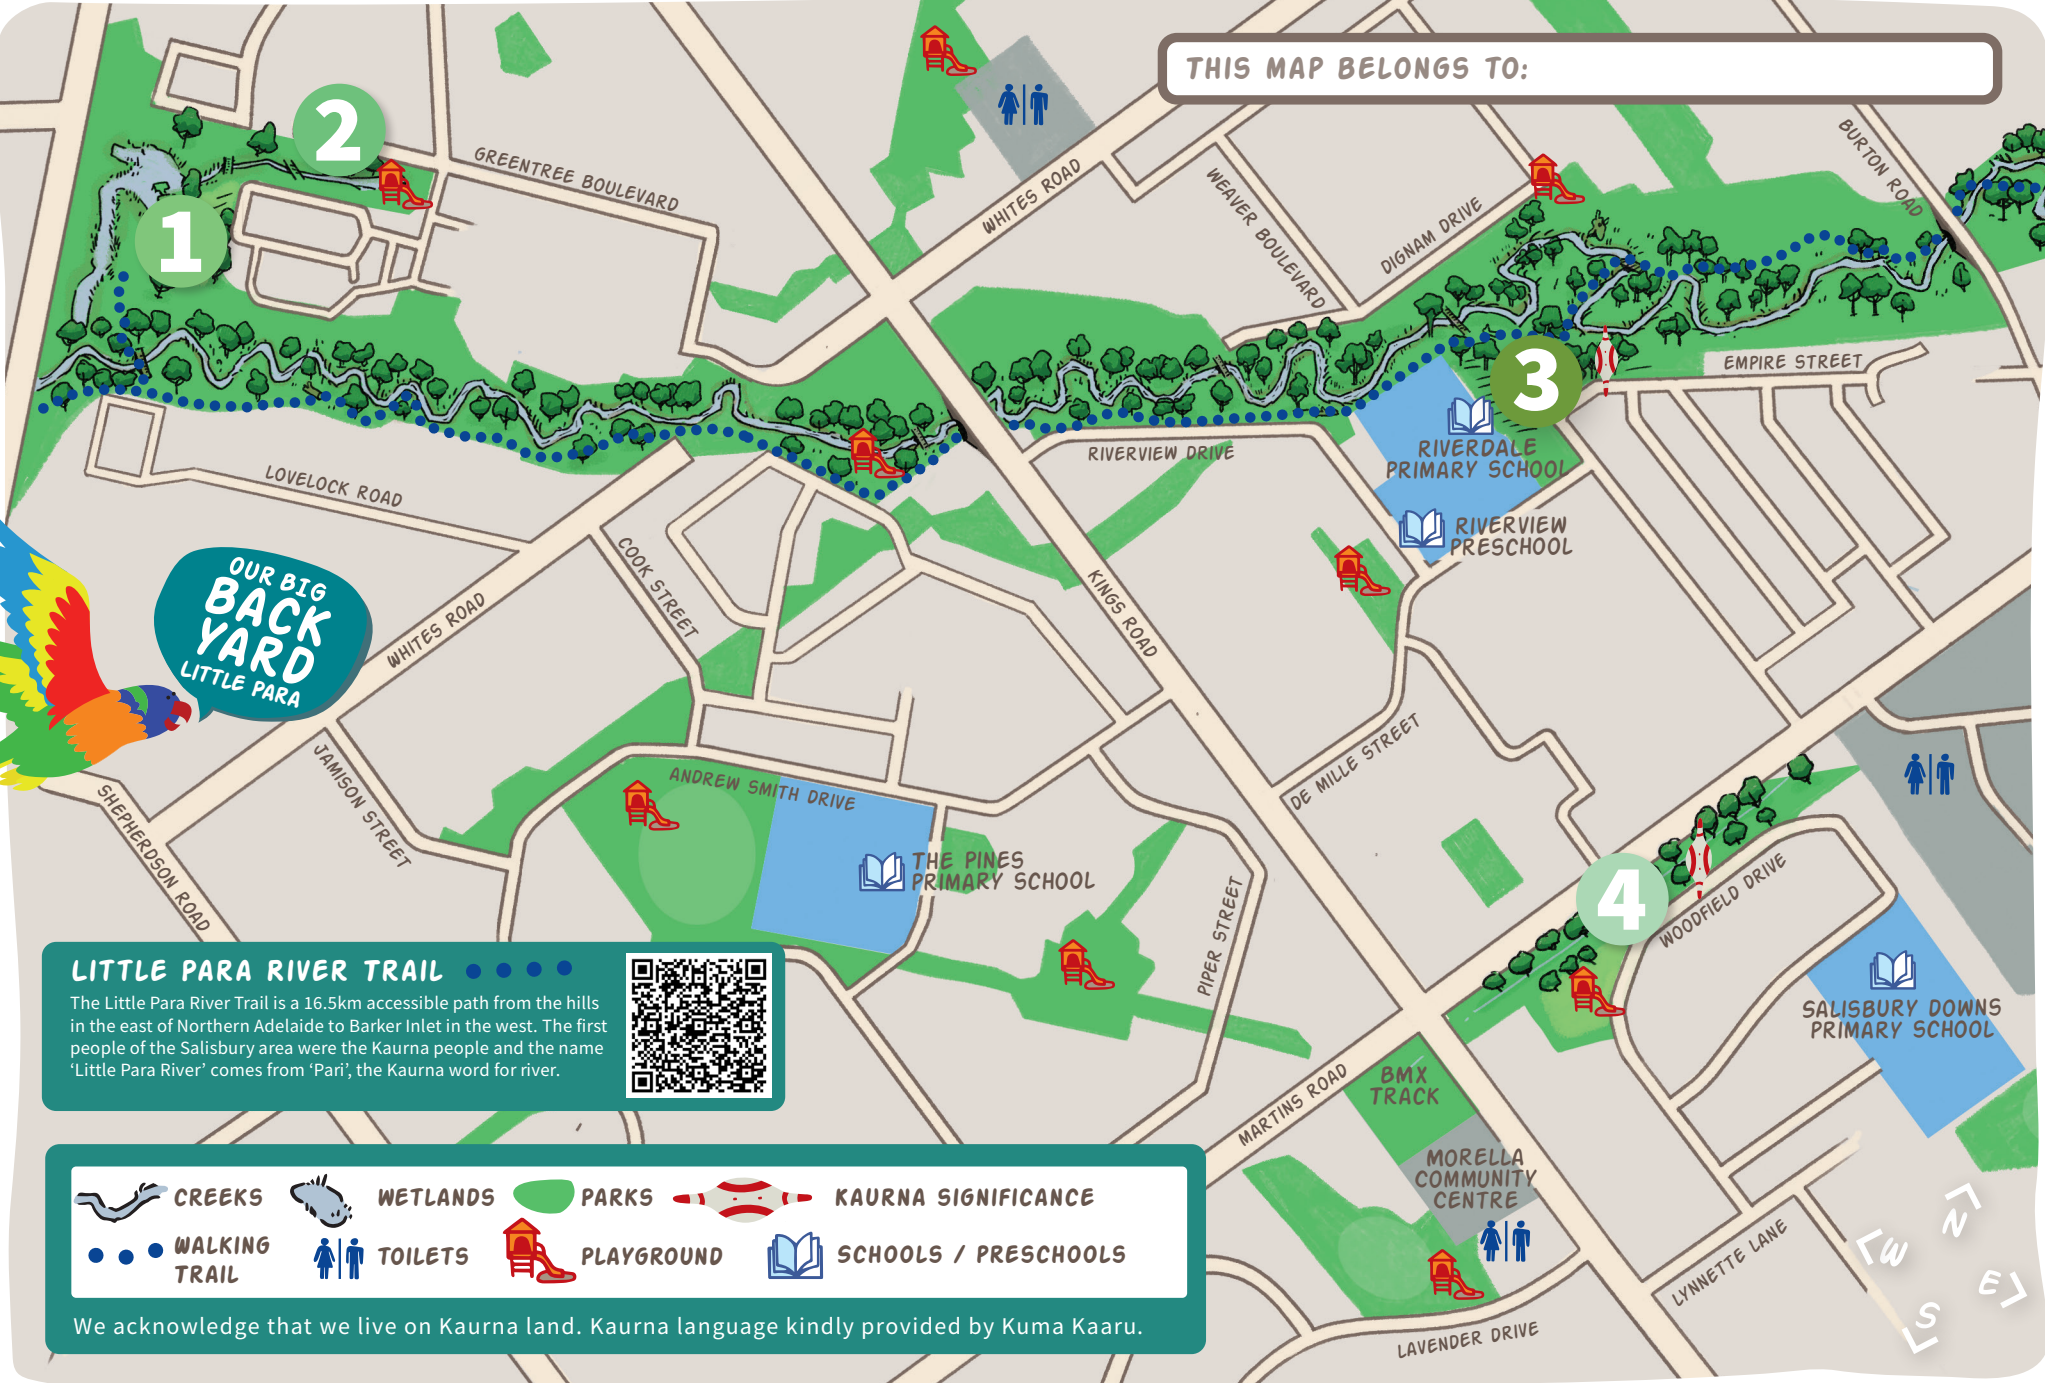 THIS MAP BELONGS TO:
2
GREENTREE BOULEVARD
WHITES ROAD
WEAVER BOULEVARD
DIGNAM DRIVE
BURTON ROAD
1
3
EMPIRE STREET
RIVERDALE
PRIMARY SCHOOL
RIVERVIEW DRIVE
LOVELOCK ROAD
RIVERVIEW
PRESCHOOL
OUR BIG
BACK
YARD
LITTLE PARA
WHITES ROAD
COOK STREET
KINGS ROAD
JAMISON STREET
SHEPHERDSON ROAD
ANDREW SMITH DRIVE
DE MILLE STREET
THE PINES
PRIMARY SCHOOL
PIPER STREET
4
WOODFIELD DRIVE
SALISBURY DOWNS
PRIMARY SCHOOL
LITTLE PARA RIVER TRAIL
The Little Para River Trail is a 16.5km accessible path from the hills
in the east of Northern Adelaide to Barker Inlet in the west. The first
people of the Salisbury area were the Kaurna people and the name
‘Little Para River’ comes from ‘Pari’, the Kaurna word for river.
BMX
TRACK
MARTINS ROAD
MORELLA
COMMUNITY
CENTRE
LYNNETTE LANE
LAVENDER DRIVE
N
W
E
S
CREEKS
WETLANDS
PARKS
KAURNA SIGNIFICANCE
WALKING
TRAIL
TOILETS
PLAYGROUND
SCHOOLS / PRESCHOOLS
We acknowledge that we live on Kaurna land. Kaurna language kindly provided by Kuma Kaaru.